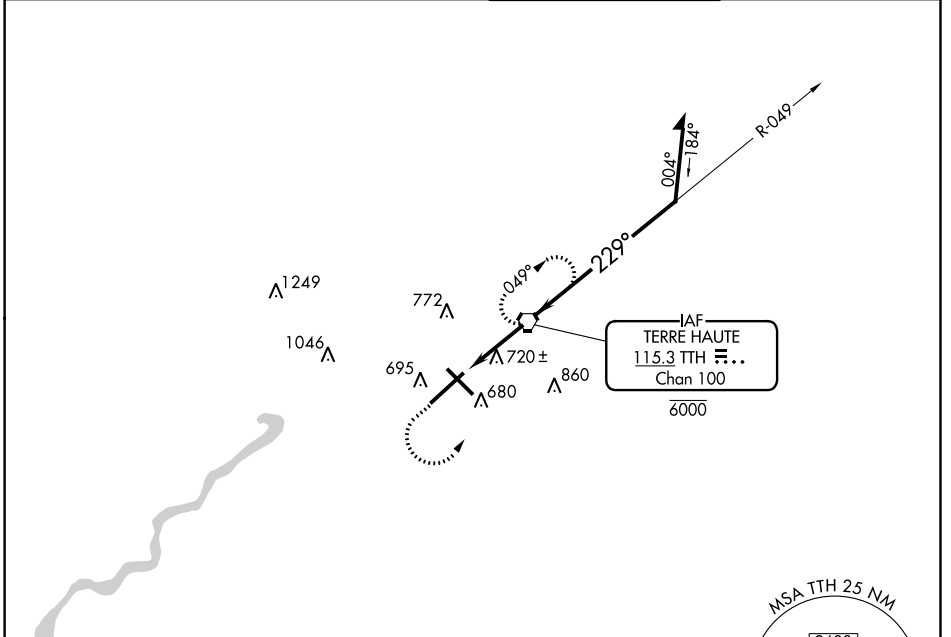 R-049
004°
184°
229°
049°
1249
772
1046
IAF
TERRE HAUTE
115.3 TTH
Chan 100
6000
720 ±
695
860
680
MSA TTH 25 NM